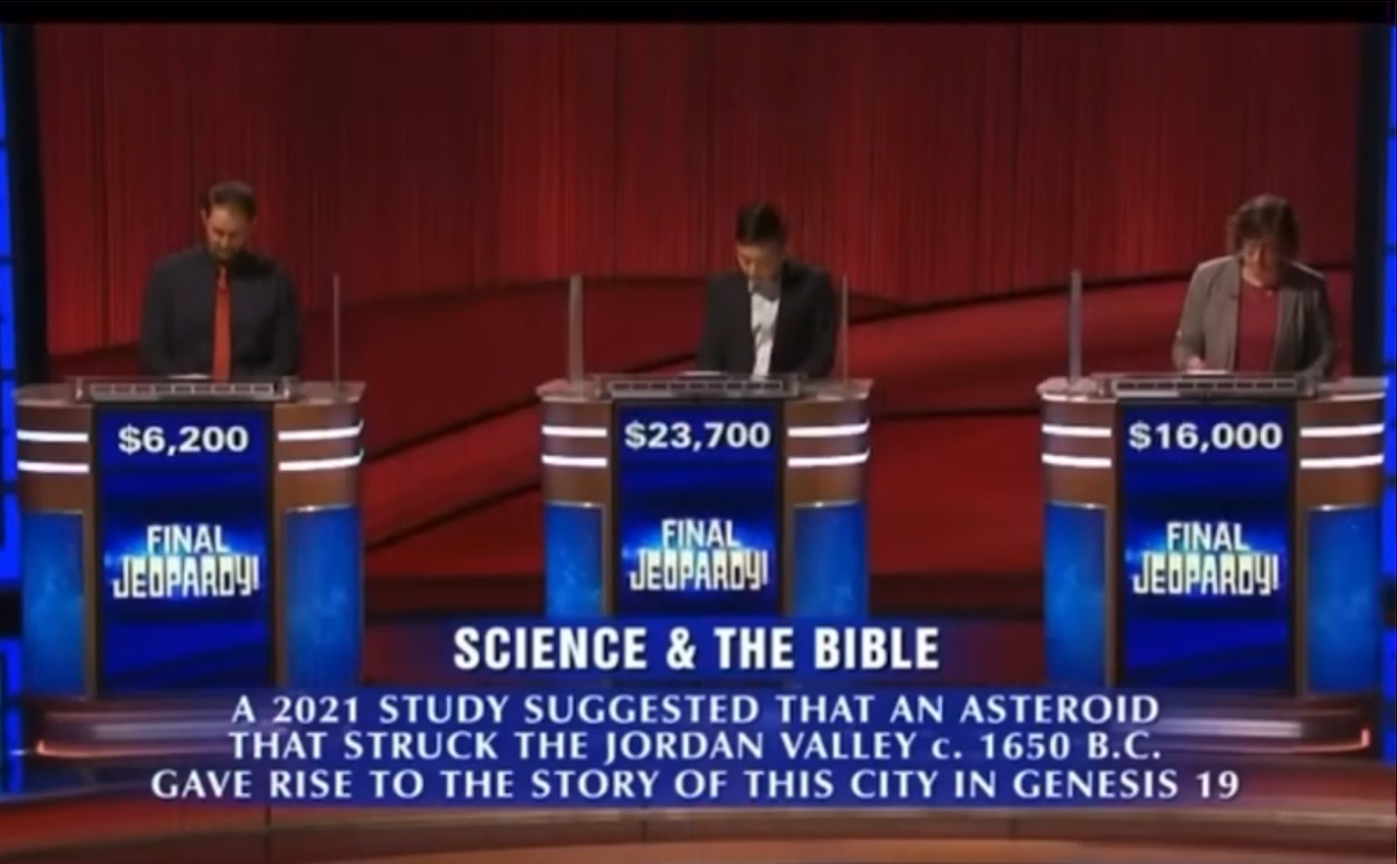 $6,200
$23,700
$16,000
FINAL
JEOPARDY!
FINAL
JEOPARDY!
FINAL
JEOPARDY!
SCIENCE & THE BIBLE
A 2021 STUDY SUGGESTED THAT AN ASTEROID
THAT STRUCK THE JORDAN VALLEY c. 1650 B.C.
GAVE RISE TO THE STORY OF THIS CITY IN GENESIS 19